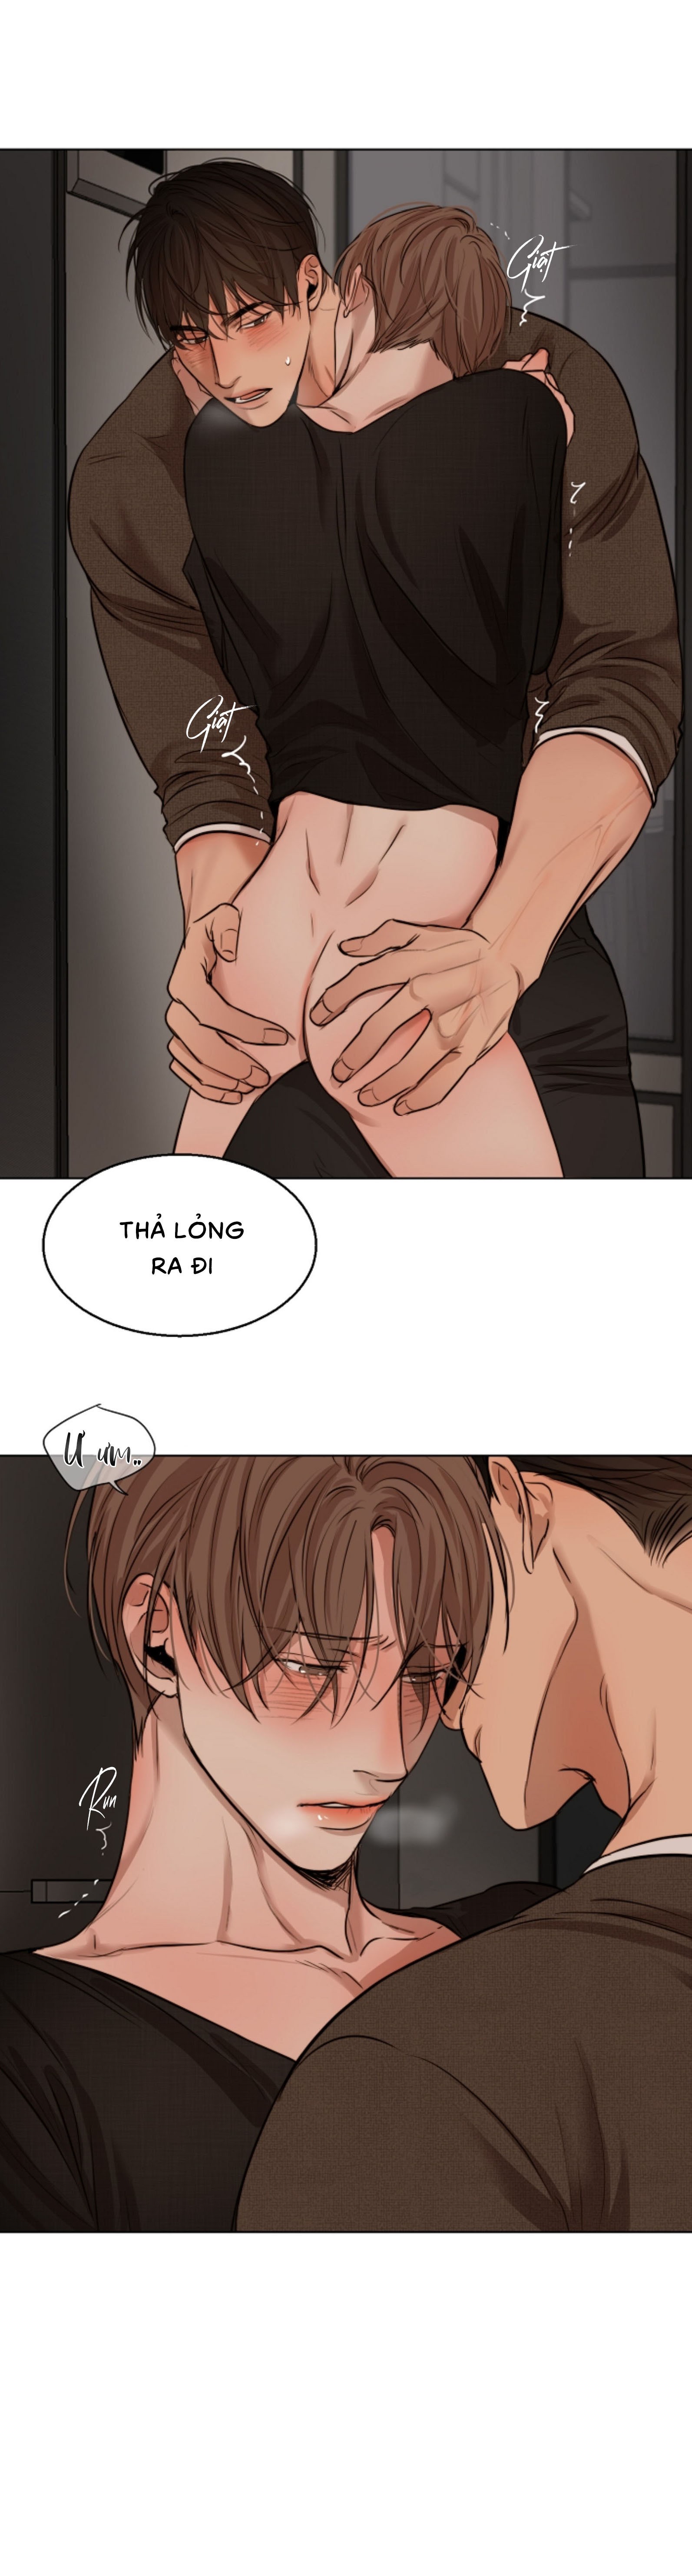 Giật
Giật
THẢ LỎNG
RA ĐI
Ư ưm..
Run